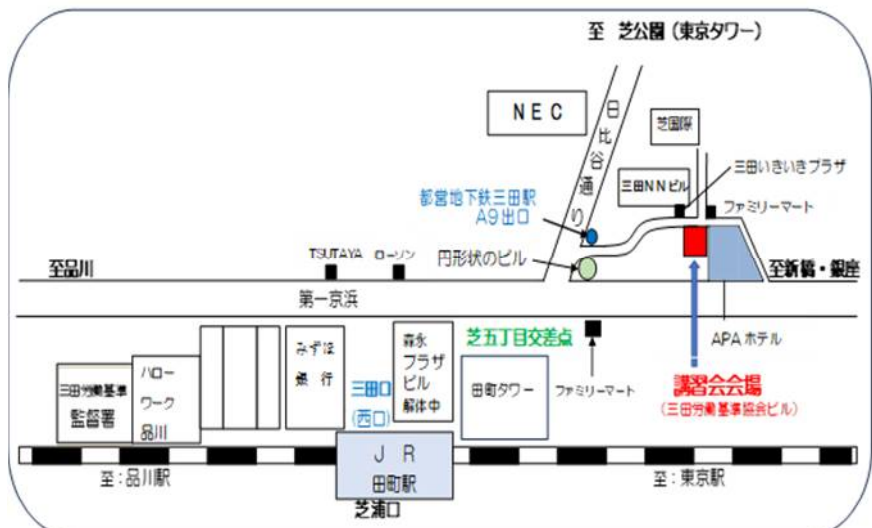 至 芝公園（東京タワー）
NEC
日比谷通り
芝国際
三田いきいきプラザ
三田NNビル
ファミリーマート
都営地下鉄三田駅
A9出口
TSUTAYA
ローソン
円形状のビル
至品川
至新橋・銀座
第一京浜
APAホテル
芝五丁目交差点
ファミリーマート
講習会会場
（三田労働基準協会ビル）
三田労働基準
監督署
ハロー
ワーク
品川
みずほ
銀行
三田口
(西口)
森永
プラザ
ビル
解体中
田町タワー
JR
田町駅
芝浦口
至：品川駅
至：東京駅